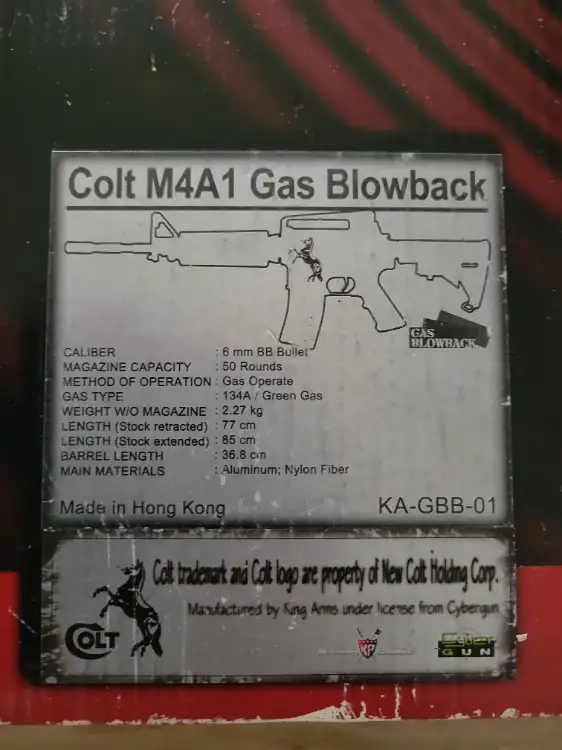 Colt M4A1 Gas Blowback
GAS
BLOWBACK
CALIBER : 6 mm BB Bullet
MAGAZINE CAPACITY : 50 Rounds
METHOD OF OPERATION : Gas Operate
GAS TYPE : 134A / Green Gas
WEIGHT W/O MAGAZINE : 2.27 kg
LENGTH (Stock retracted) : 77 cm
LENGTH (Stock extended) : 85 cm
BARREL LENGTH : 36.8 cm
MAIN MATERIALS : Aluminum; Nylon Fiber
Made in Hong Kong KA-GBB-01
Colt trademark and Colt logo are property of New Colt Holding Corp.
Manufactured by King Arms under license from Cybergun
COLT KA GUN